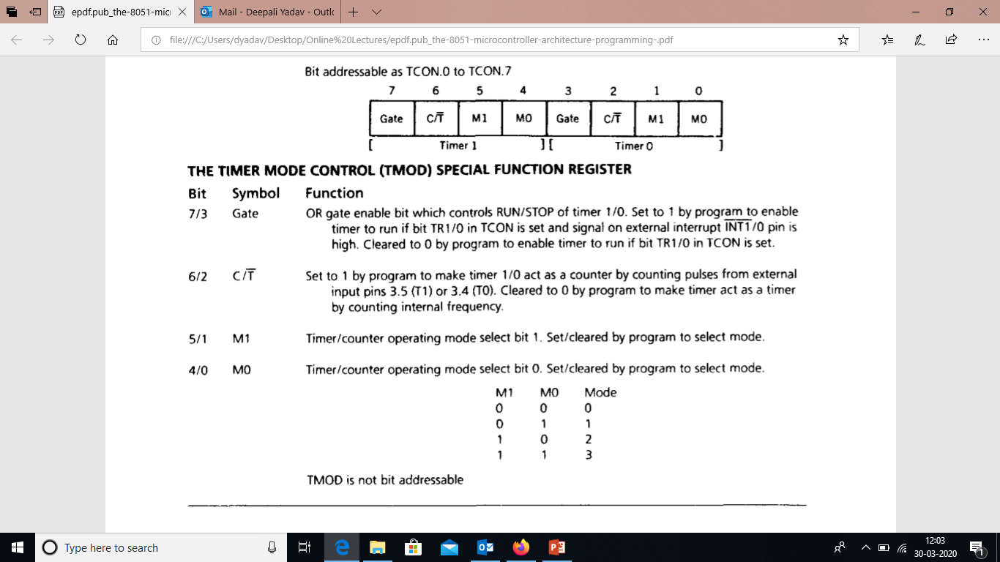 epdf.pub_the-8051-mic
Mail - Deepali Yadav - Outlo
file:///C:/Users/dyadav/Desktop/Online%20Lectures/epdf.pub_the-8051-microcontroller-architecture-programming-.pdf
Bit addressable as TCON.0 to TCON.7
7 6 5 4 3 2 1 0
Gate C/T̅ M1 M0 Gate C/T̅ M1 M0
[ Timer 1 ] [ Timer 0 ]
THE TIMER MODE CONTROL (TMOD) SPECIAL FUNCTION REGISTER
Bit Symbol Function
7/3 Gate OR gate enable bit which controls RUN/STOP of timer 1/0. Set to 1 by program to enable
timer to run if bit TR1/0 in TCON is set and signal on external interrupt I̅N̅T̅1̅/0 pin is
high. Cleared to 0 by program to enable timer to run if bit TR1/0 in TCON is set.
6/2 C/T̅ Set to 1 by program to make timer 1/0 act as a counter by counting pulses from external
input pins 3.5 (T1) or 3.4 (T0). Cleared to 0 by program to make timer act as a timer
by counting internal frequency.
5/1 M1 Timer/counter operating mode select bit 1. Set/cleared by program to select mode.
4/0 M0 Timer/counter operating mode select bit 0. Set/cleared by program to select mode.
M1 M0 Mode
0 0 0
0 1 1
1 0 2
1 1 3
TMOD is not bit addressable
Type here to search
12:03
30-03-2020
1